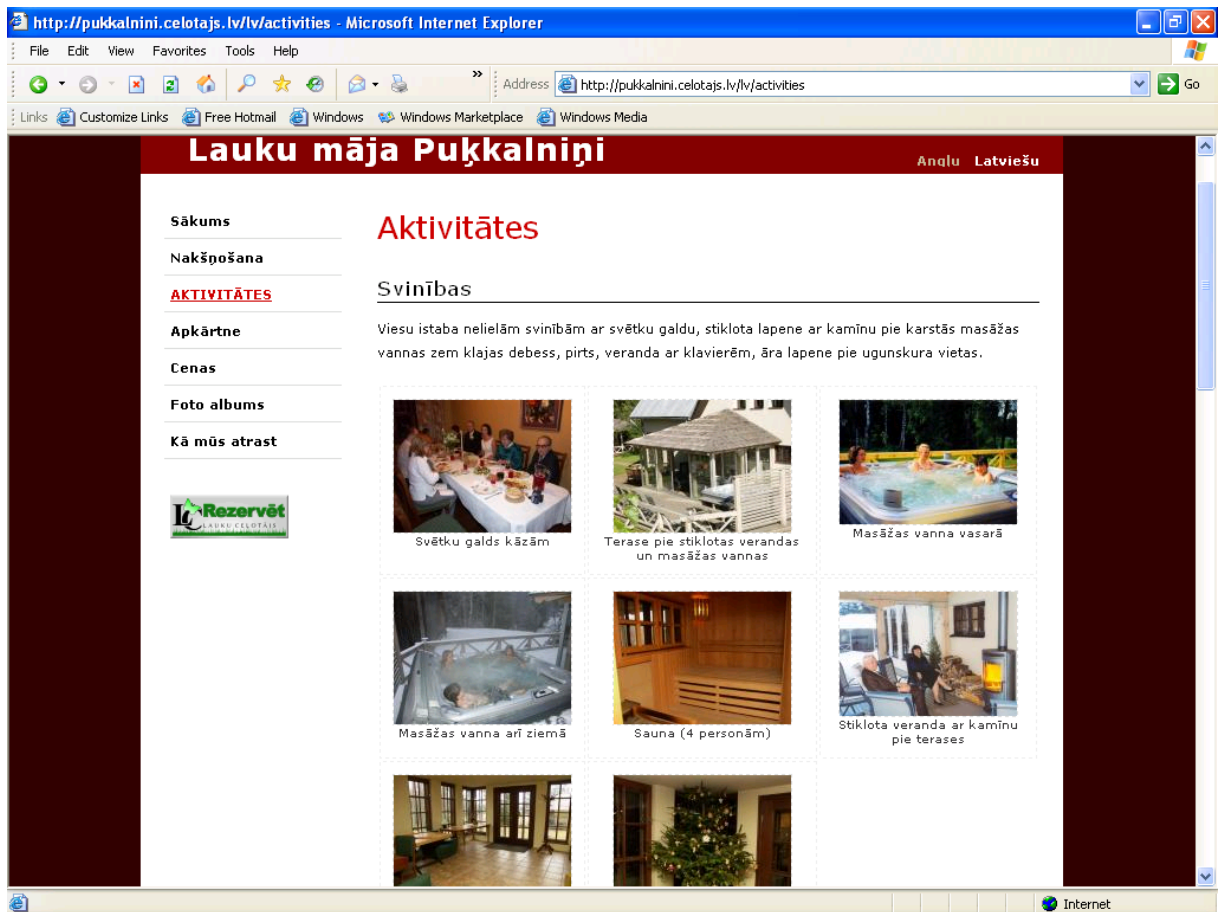 http://pukkalnini.celotajs.lv/lv/activities - Microsoft Internet Explorer
File Edit View Favorites Tools Help
» Address http://pukkalnini.celotajs.lv/lv/activities Go
Links Customize Links Free Hotmail Windows Windows Marketplace Windows Media
Lauku māja Puķkalniņi
Angļu Latviešu
Sākums
Nakšņošana
AKTIVITĀTES
Apkārtne
Cenas
Foto albums
Kā mūs atrast
LC Rezervēt
LAUKU CEĻOTĀJS
Aktivitātes
Svinības
Viesu istaba nelielām svinībām ar svētku galdu, stiklota lapene ar kamīnu pie karstās masāžas
vannas zem klajas debess, pirts, veranda ar klavierēm, āra lapene pie ugunskura vietas.
Svētku galds kāzām
Terase pie stiklotas verandas
un masāžas vannas
Masāžas vanna vasarā
Masāžas vanna arī ziemā
Sauna (4 personām)
Stiklota veranda ar kamīnu
pie terases
Internet